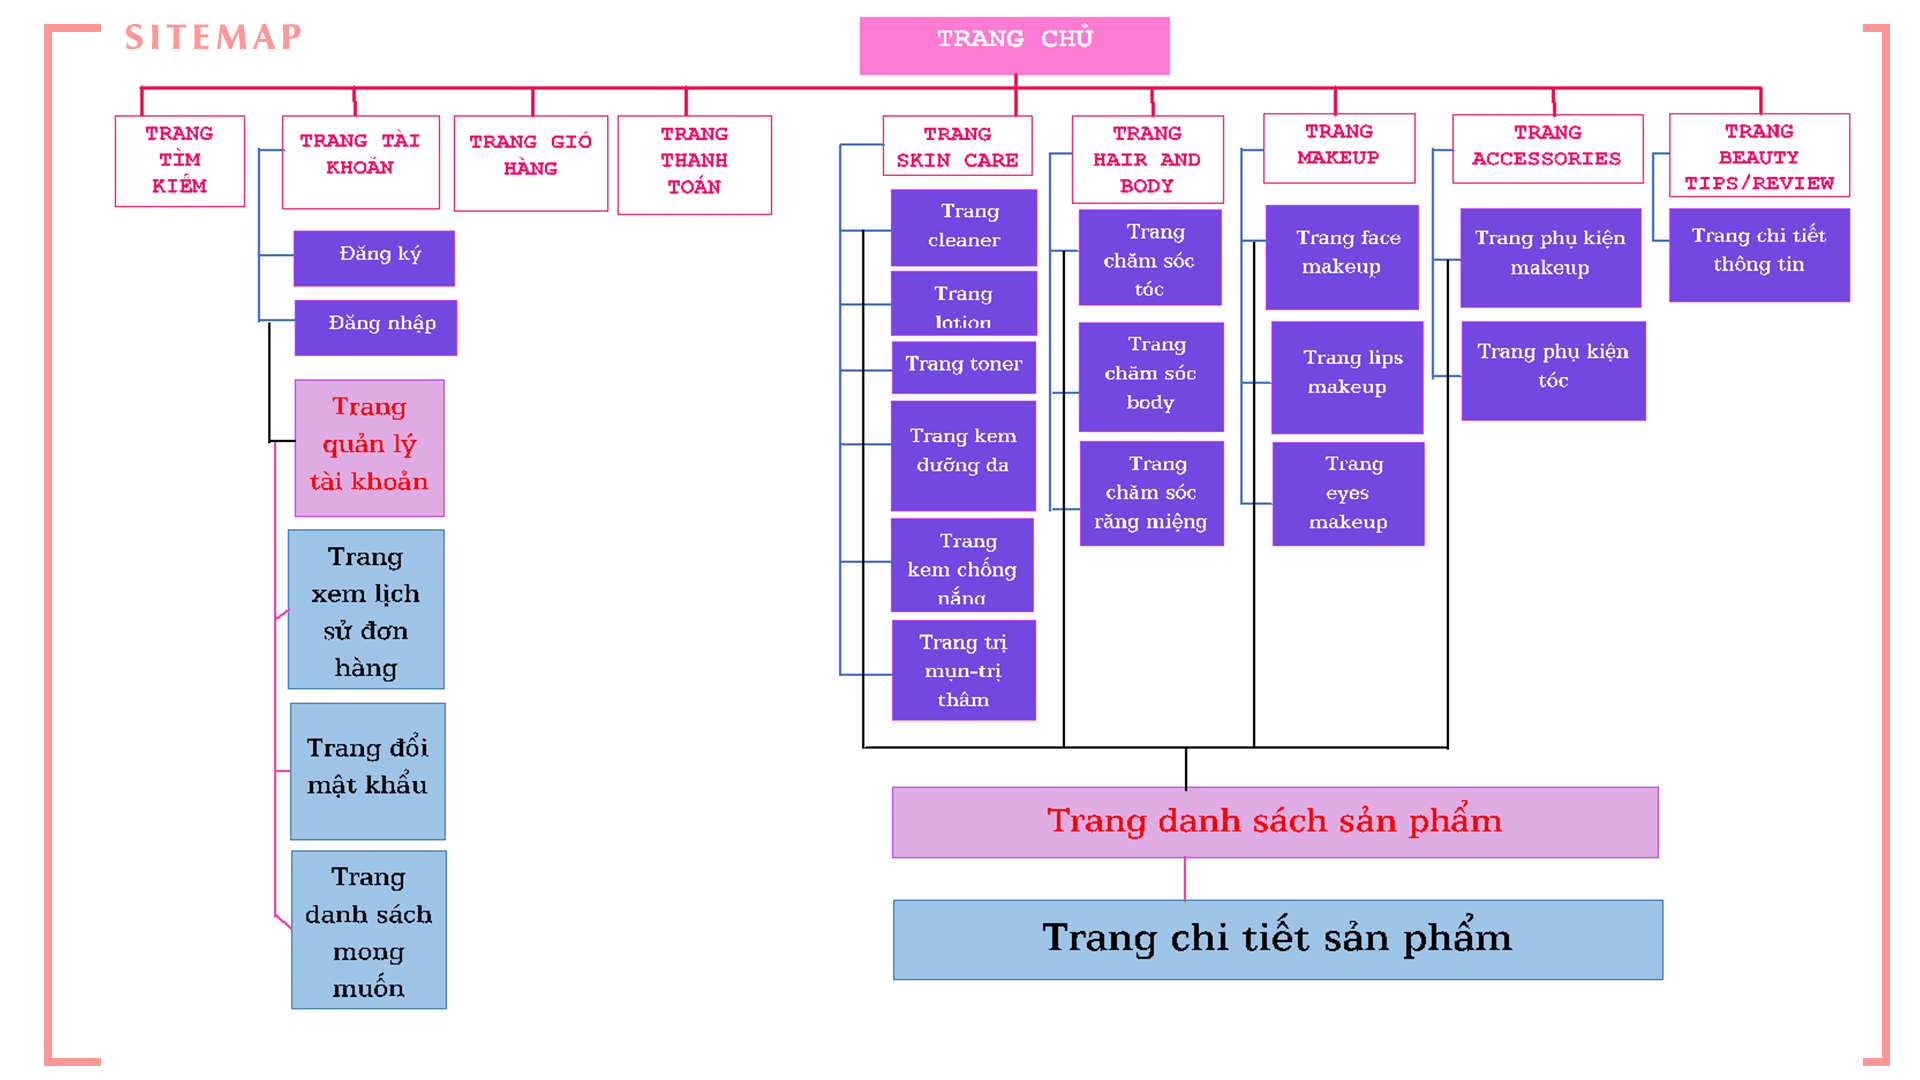 SITEMAP
TRANG CHỦ
TRANG
TÌM
KIẾM
TRANG TÀI
KHOẢN
TRANG GIỎ
HÀNG
TRANG
THANH
TOÁN
TRANG
SKIN CARE
TRANG
HAIR AND
BODY
TRANG
MAKEUP
TRANG
ACCESSORIES
TRANG
BEAUTY
TIPS/REVIEW
Đăng ký
Đăng nhập
Trang
quản lý
tài khoản
Trang
xem lịch
sử đơn
hàng
Trang đổi
mật khẩu
Trang
danh sách
mong
muốn
Trang
cleaner
Trang
lotion
Trang toner
Trang kem
dưỡng da
Trang
kem chống
nắng
Trang trị
mụn-trị
thâm
Trang
chăm sóc
tóc
Trang
chăm sóc
body
Trang
chăm sóc
răng miệng
Trang face
makeup
Trang lips
makeup
Trang
eyes
makeup
Trang phụ kiện
makeup
Trang phụ kiện
tóc
Trang chi tiết
thông tin
Trang danh sách sản phẩm
Trang chi tiết sản phẩm